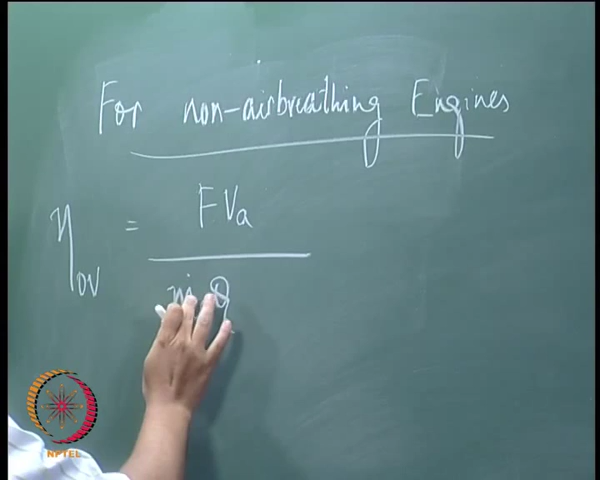 For non-airbreathing Engines
η_ov = F V_a / ṁ Q
NPTEL